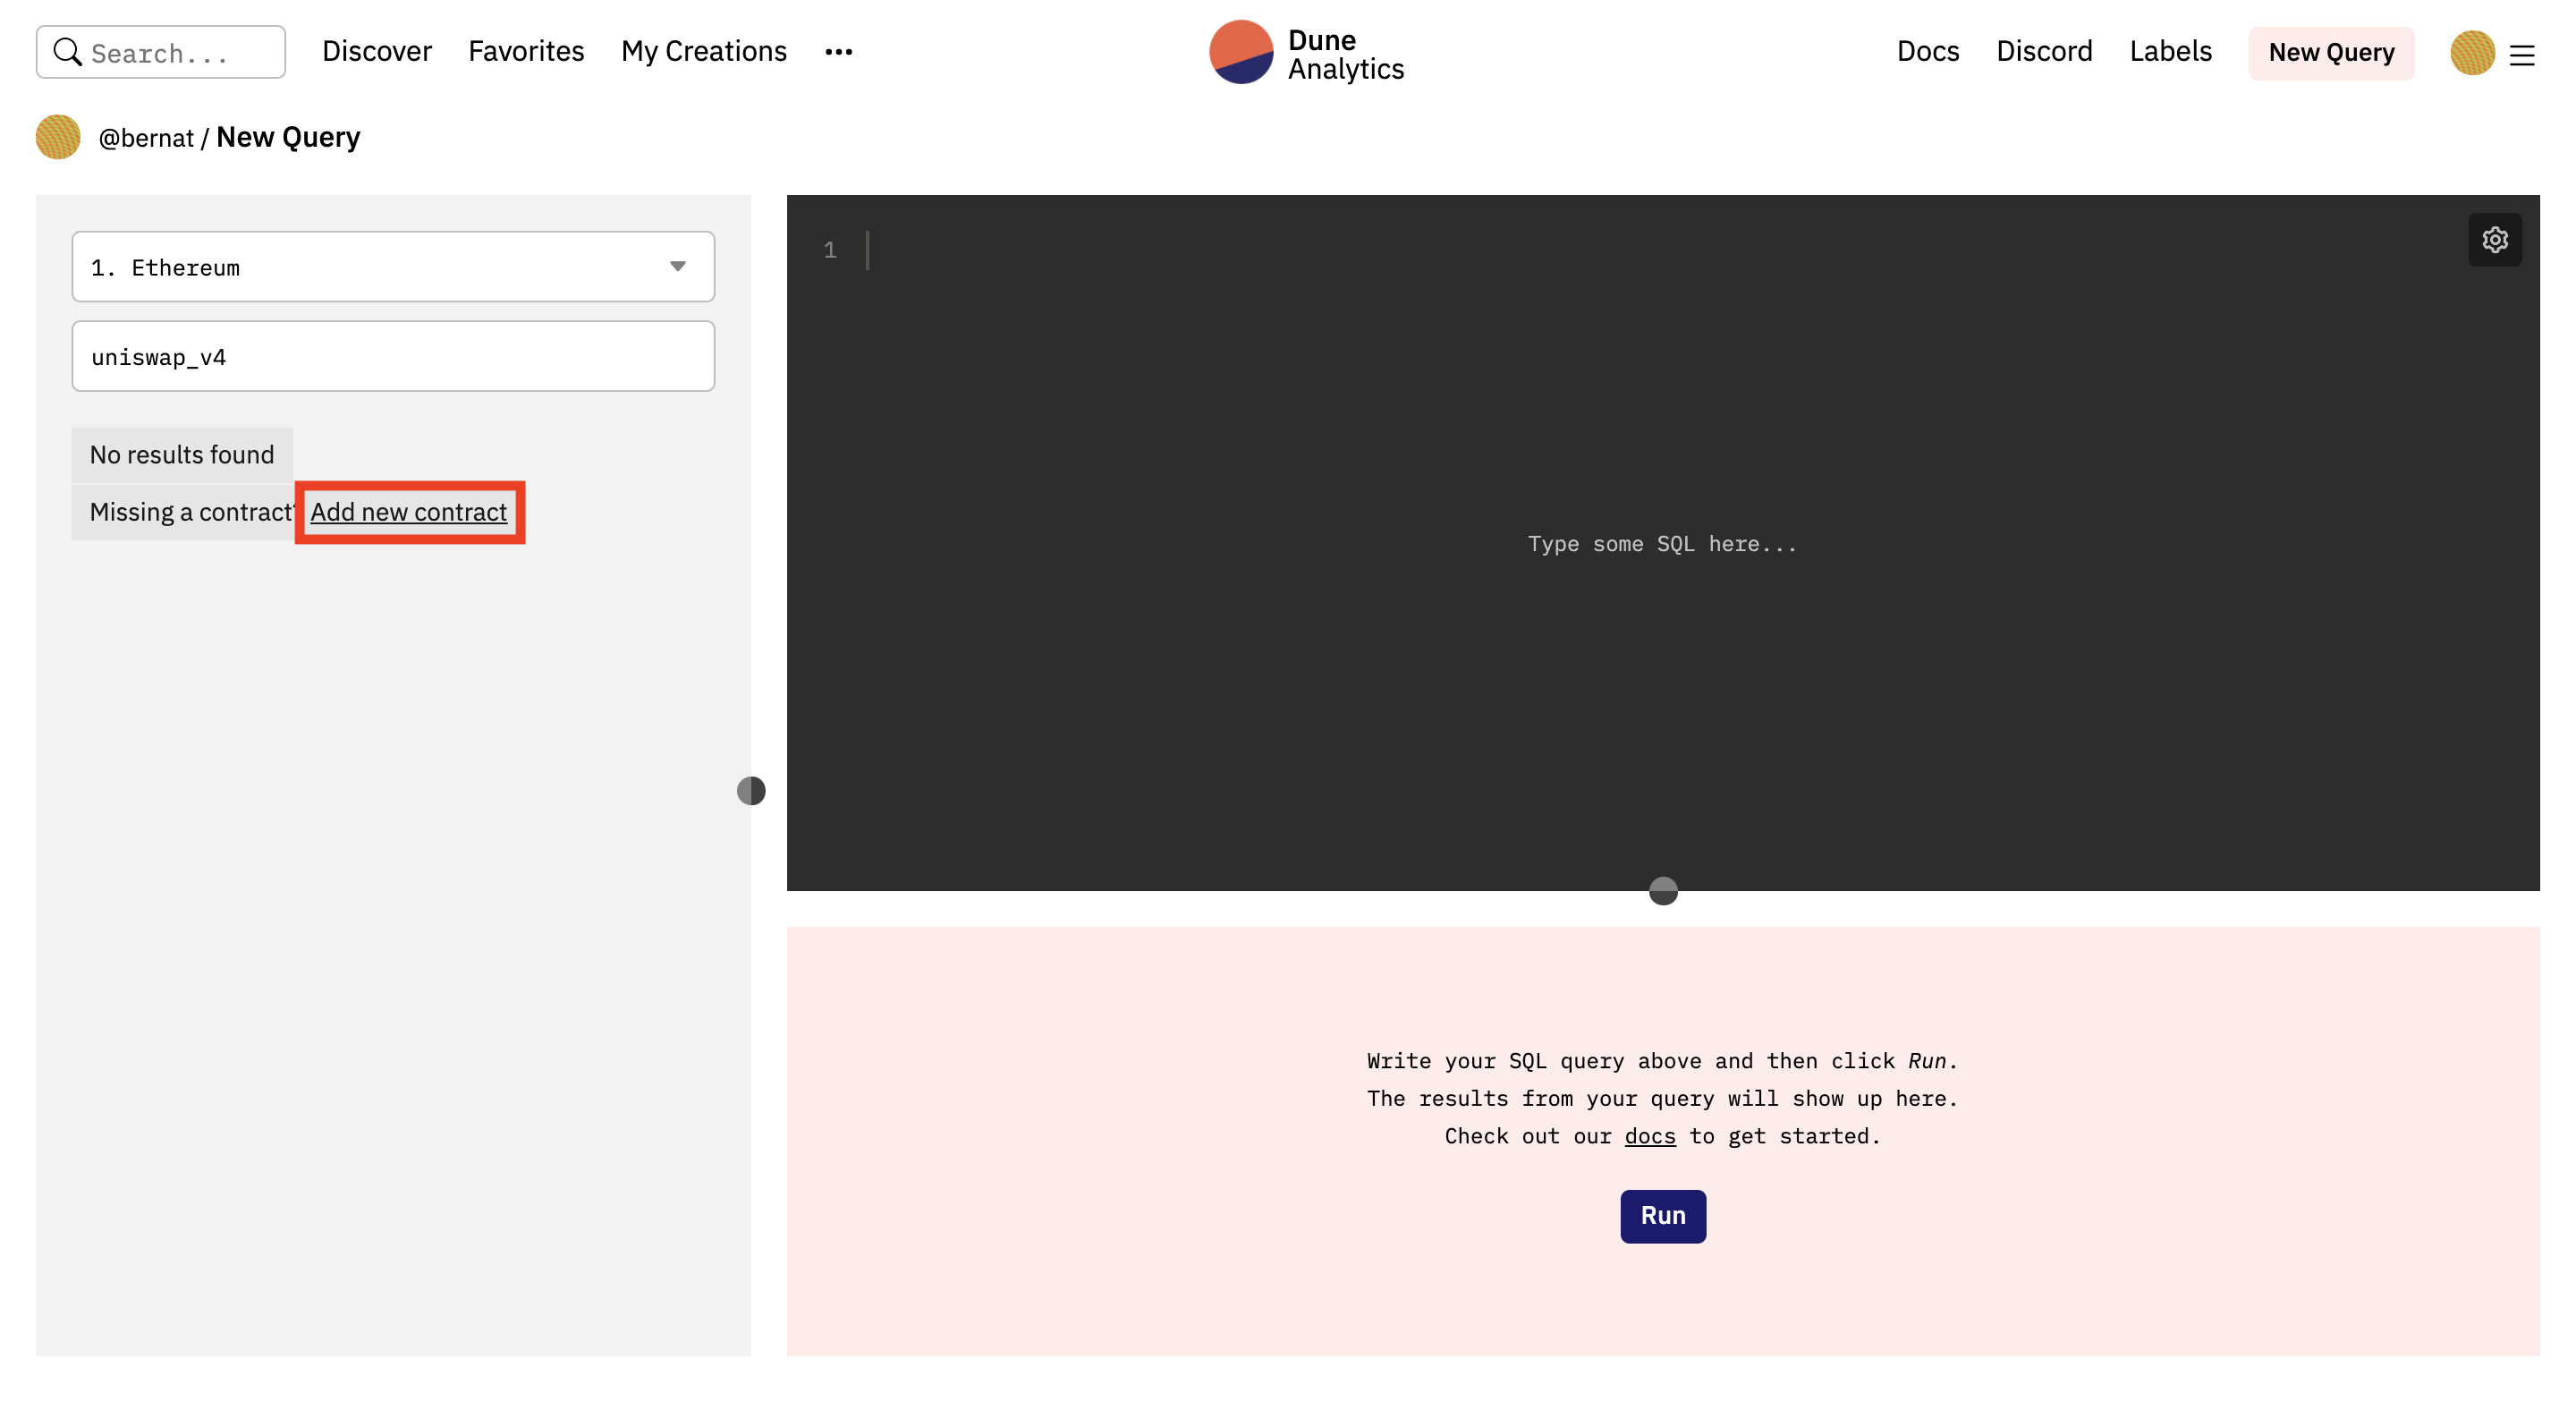 Search...
Discover
Favorites
My Creations
Dune
Analytics
Docs
Discord
Labels
New Query
@bernat / New Query
1. Ethereum
uniswap_v4
No results found
Missing a contract? Add new contract
1
Type some SQL here...
Write your SQL query above and then click Run.
The results from your query will show up here.
Check out our docs to get started.
Run